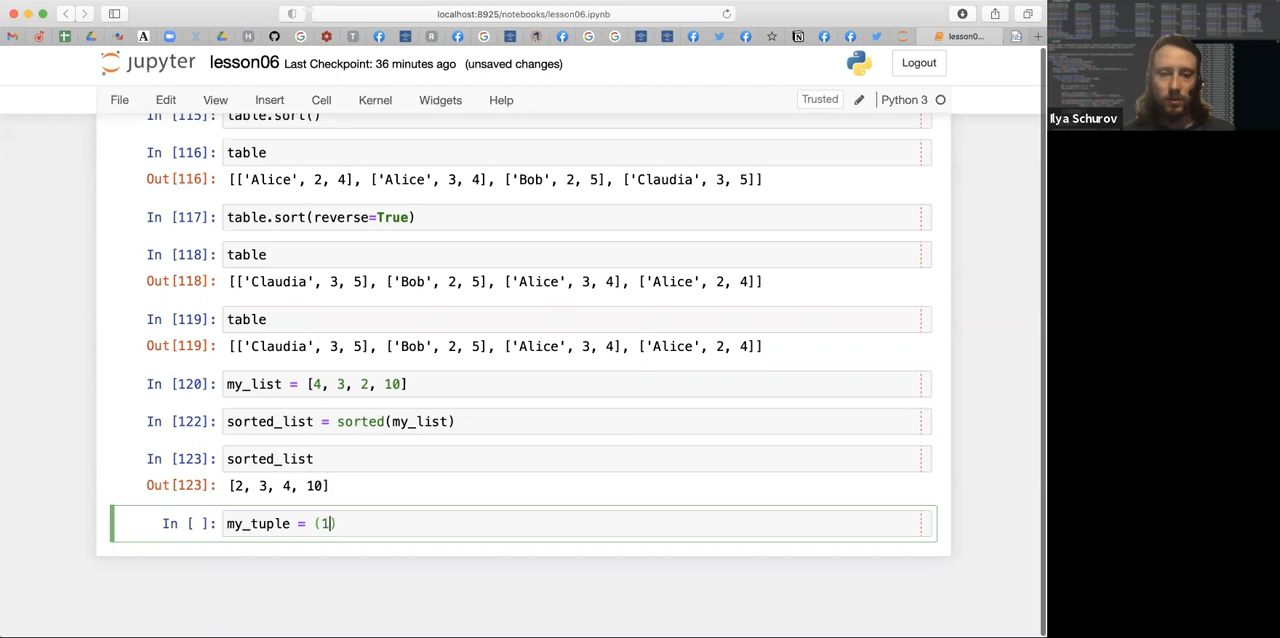 localhost:8925/notebooks/lesson06.ipynb
lesson0...
jupyter lesson06 Last Checkpoint: 36 minutes ago (unsaved changes)
Logout
File Edit View Insert Cell Kernel Widgets Help
Trusted
Python 3
In [115]: table.sort()
In [116]: table
Out[116]: [['Alice', 2, 4], ['Alice', 3, 4], ['Bob', 2, 5], ['Claudia', 3, 5]]
In [117]: table.sort(reverse=True)
In [118]: table
Out[118]: [['Claudia', 3, 5], ['Bob', 2, 5], ['Alice', 3, 4], ['Alice', 2, 4]]
In [119]: table
Out[119]: [['Claudia', 3, 5], ['Bob', 2, 5], ['Alice', 3, 4], ['Alice', 2, 4]]
In [120]: my_list = [4, 3, 2, 10]
In [122]: sorted_list = sorted(my_list)
In [123]: sorted_list
Out[123]: [2, 3, 4, 10]
In [ ]: my_tuple = (1)
Ilya Schurov